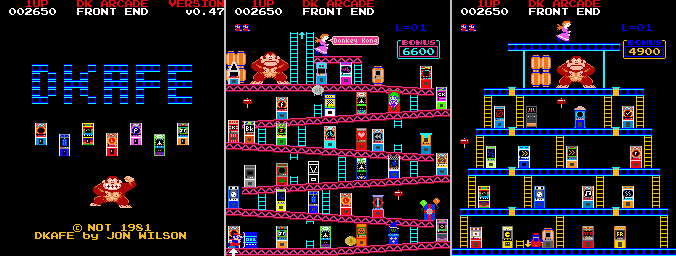 1UP DK ARCADE VERSION
002650 FRONT END v0.47
DKAFE
© NOT 1981
DKAFE by JON WILSON
1UP DK ARCADE
002650 FRONT END
L=01
Donkey Kong
BONUS
6600
1UP DK ARCADE
002650 FRONT END
L=01
BONUS
4900